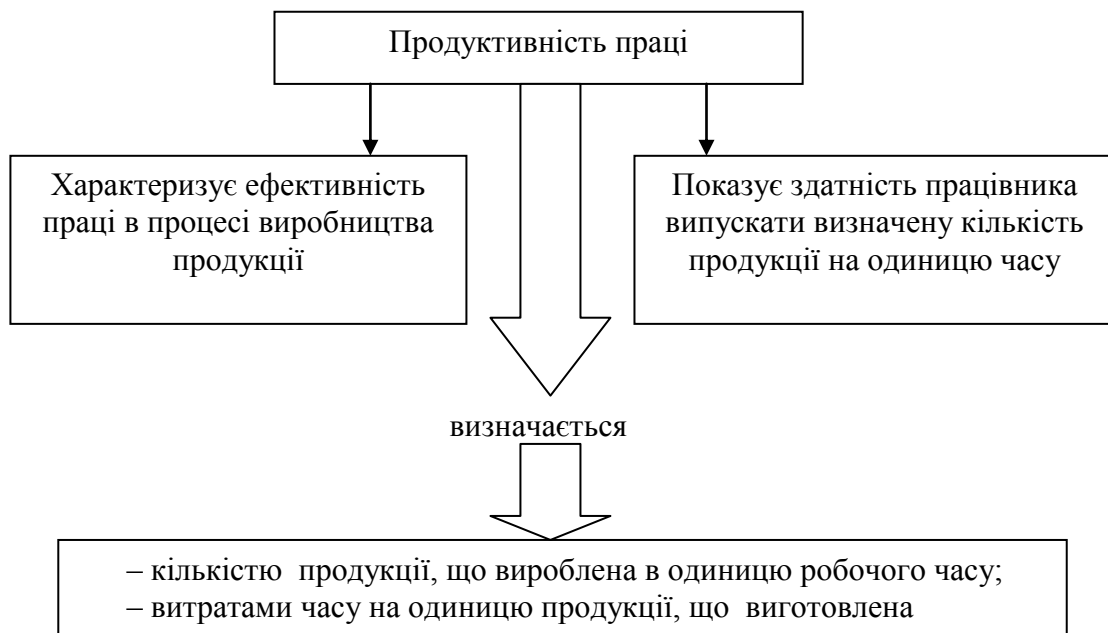 Продуктивність праці
Характеризує ефективність
праці в процесі виробництва
продукції
Показує здатність працівника
випускати визначену кількість
продукції на одиницю часу
визначається
– кількістю продукції, що вироблена в одиницю робочого часу;
– витратами часу на одиницю продукції, що виготовлена